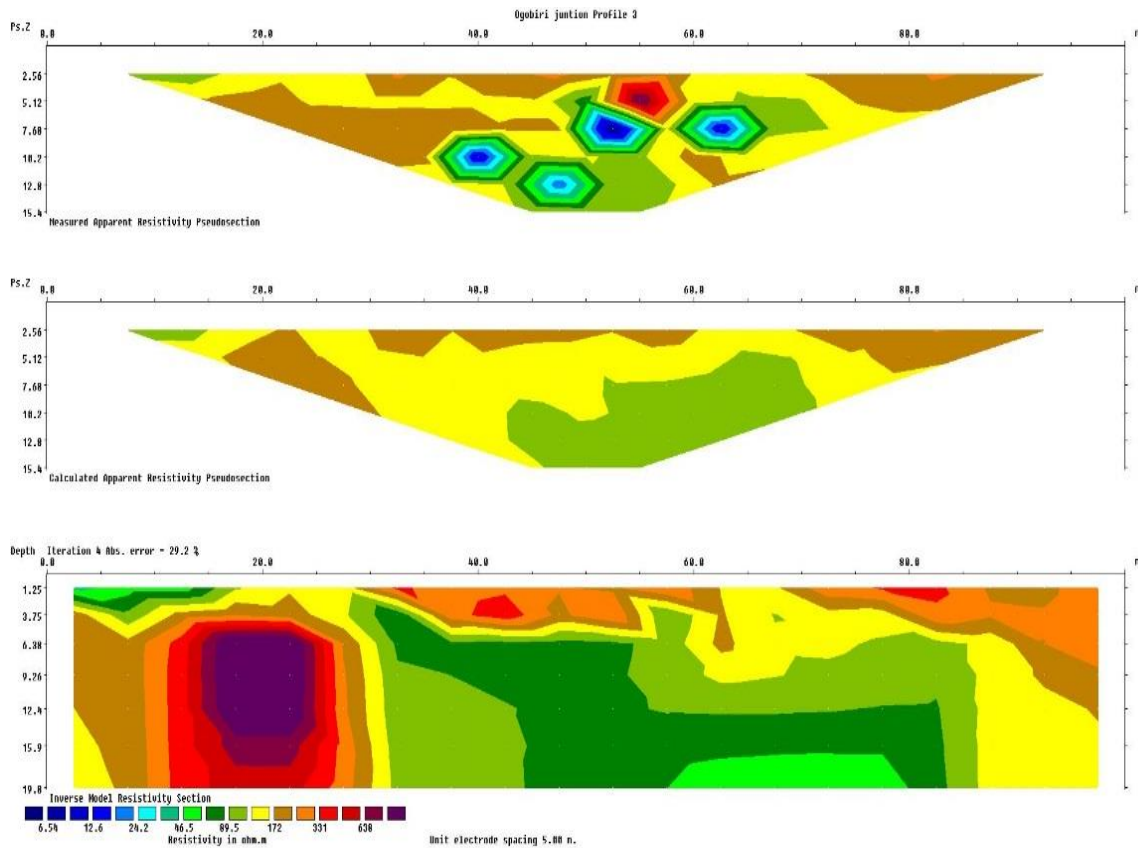 Ogobiri juntion Profile 3
Ps.Z 0.0 20.0 40.0 60.0 80.0 m
2.56
5.12
7.68
10.2
12.8
15.4
Measured Apparent Resistivity Pseudosection
Ps.Z 0.0 20.0 40.0 60.0 80.0 m
2.56
5.12
7.68
10.2
12.8
15.4
Calculated Apparent Resistivity Pseudosection
Depth Iteration 4 Abs. error = 29.2 %
0.0 20.0 40.0 60.0 80.0 m
1.25
3.75
6.38
9.26
12.4
15.9
19.8
Inverse Model Resistivity Section
6.54 12.6 24.2 46.5 89.5 172 331 638
Resistivity in ohm.m Unit electrode spacing 5.00 m.